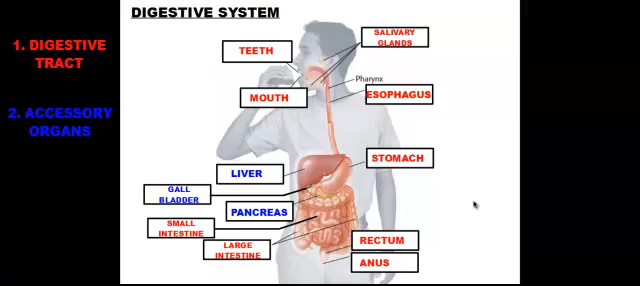 DIGESTIVE SYSTEM
1. DIGESTIVE
TRACT
2. ACCESSORY
ORGANS
TEETH
SALIVARY
GLANDS
Pharynx
MOUTH
ESOPHAGUS
STOMACH
LIVER
GALL
BLADDER
PANCREAS
SMALL
INTESTINE
LARGE
INTESTINE
RECTUM
ANUS